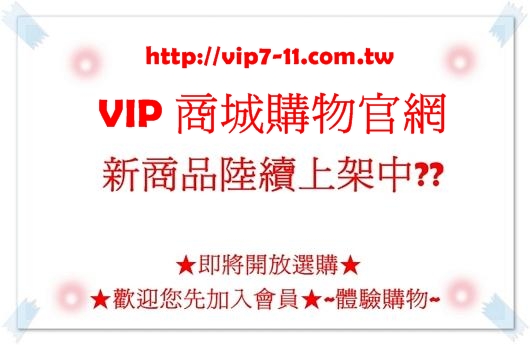 http://vip7-11.com.tw
VIP 商城購物官網
新商品陸續上架中??
★即將開放選購★
★歡迎您先加入會員★~體驗購物~